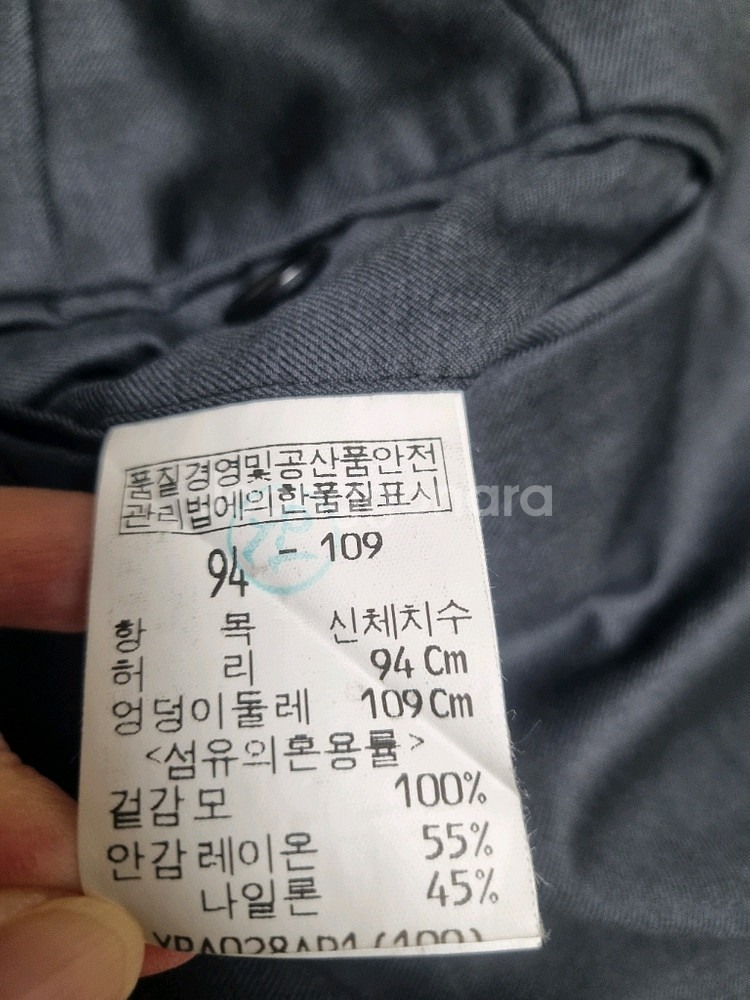 품질경영및공산품안전
관리법에의한품질표시
94 - 109
항 목 신체치수
허 리 94 Cm
엉덩이둘레 109 Cm
<섬유의혼용률>
겉감 모 100%
안감 레이온 55%
나일론 45%